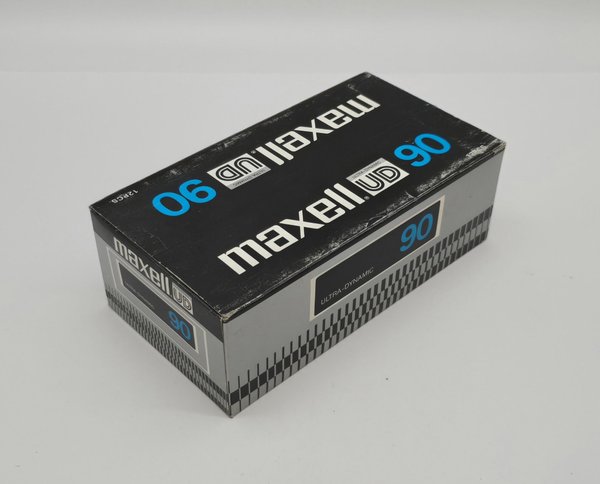 maxell
UD
90
12PCS.
maxell UD 90
maxell UD
90
ULTRA-DYNAMIC
90